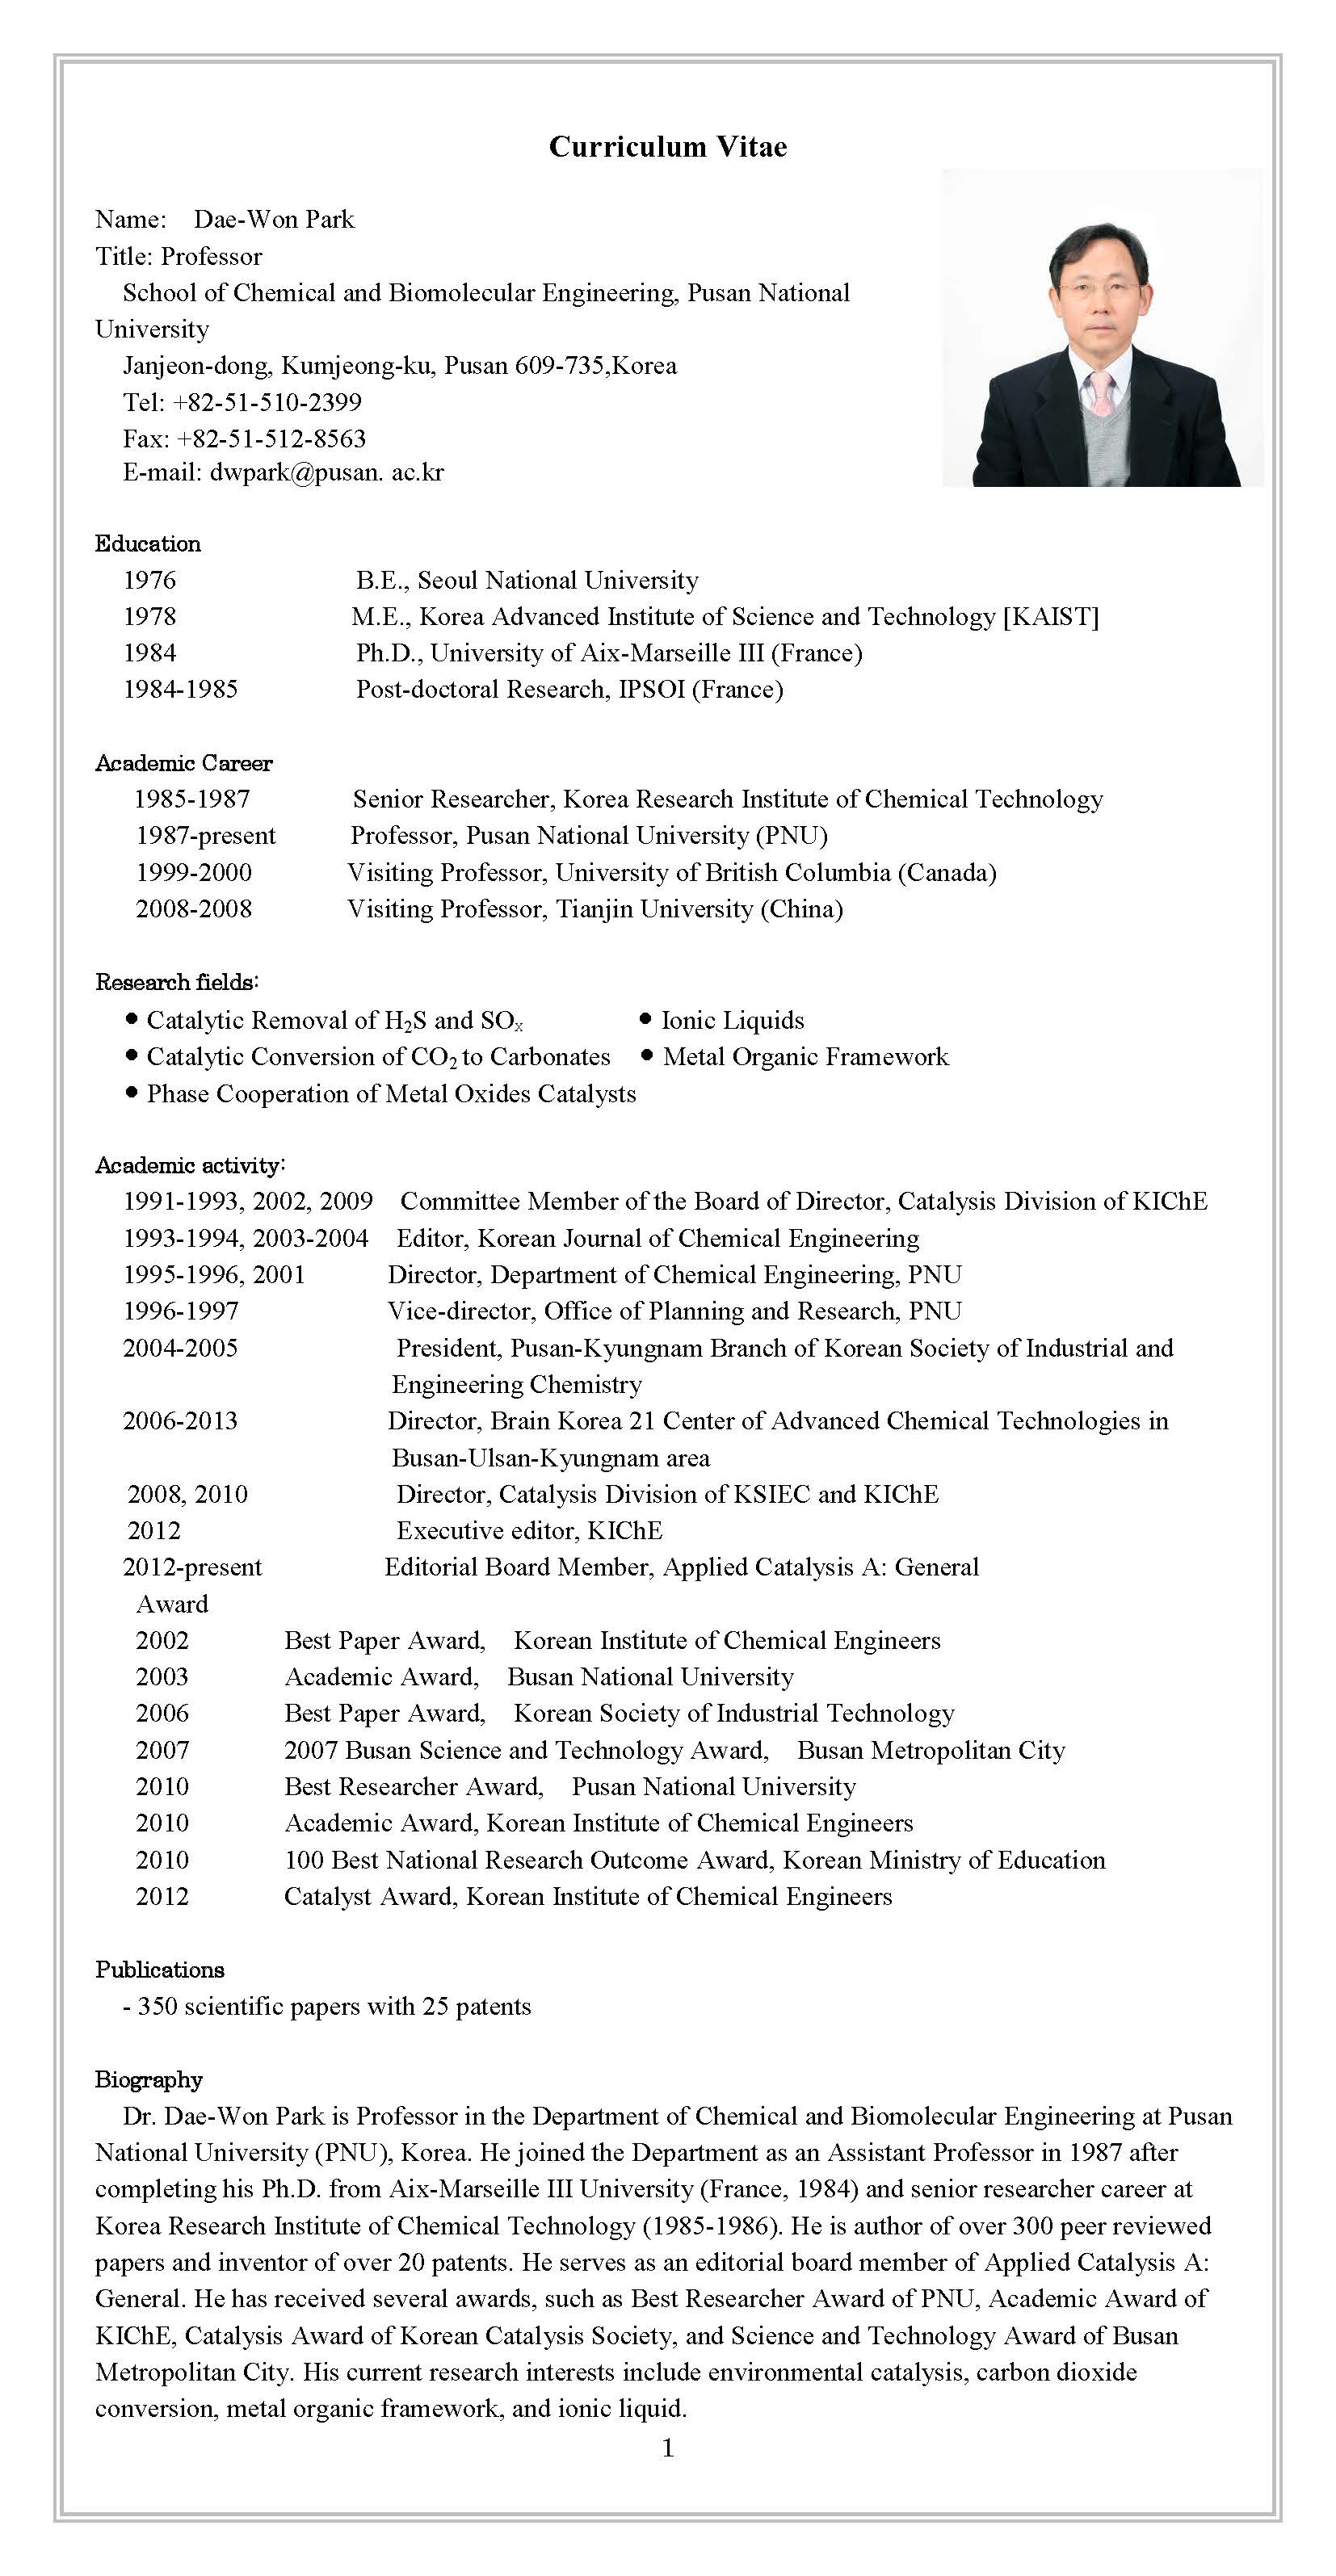 Curriculum Vitae
Name: Dae-Won Park
Title: Professor
School of Chemical and Biomolecular Engineering, Pusan National
University
Janjeon-dong, Kumjeong-ku, Pusan 609-735,Korea
Tel: +82-51-510-2399
Fax: +82-51-512-8563
E-mail: dwpark@pusan. ac.kr
Education
1976 B.E., Seoul National University
1978 M.E., Korea Advanced Institute of Science and Technology [KAIST]
1984 Ph.D., University of Aix-Marseille III (France)
1984-1985 Post-doctoral Research, IPSOI (France)
Academic Career
1985-1987 Senior Researcher, Korea Research Institute of Chemical Technology
1987-present Professor, Pusan National University (PNU)
1999-2000 Visiting Professor, University of British Columbia (Canada)
2008-2008 Visiting Professor, Tianjin University (China)
Research fields:
● Catalytic Removal of H₂S and SOₓ ● Ionic Liquids
● Catalytic Conversion of CO₂ to Carbonates ● Metal Organic Framework
● Phase Cooperation of Metal Oxides Catalysts
Academic activity:
1991-1993, 2002, 2009 Committee Member of the Board of Director, Catalysis Division of KIChE
1993-1994, 2003-2004 Editor, Korean Journal of Chemical Engineering
1995-1996, 2001 Director, Department of Chemical Engineering, PNU
1996-1997 Vice-director, Office of Planning and Research, PNU
2004-2005 President, Pusan-Kyungnam Branch of Korean Society of Industrial and
Engineering Chemistry
2006-2013 Director, Brain Korea 21 Center of Advanced Chemical Technologies in
Busan-Ulsan-Kyungnam area
2008, 2010 Director, Catalysis Division of KSIEC and KIChE
2012 Executive editor, KIChE
2012-present Editorial Board Member, Applied Catalysis A: General
Award
2002 Best Paper Award, Korean Institute of Chemical Engineers
2003 Academic Award, Busan National University
2006 Best Paper Award, Korean Society of Industrial Technology
2007 2007 Busan Science and Technology Award, Busan Metropolitan City
2010 Best Researcher Award, Pusan National University
2010 Academic Award, Korean Institute of Chemical Engineers
2010 100 Best National Research Outcome Award, Korean Ministry of Education
2012 Catalyst Award, Korean Institute of Chemical Engineers
Publications
- 350 scientific papers with 25 patents
Biography
Dr. Dae-Won Park is Professor in the Department of Chemical and Biomolecular Engineering at Pusan
National University (PNU), Korea. He joined the Department as an Assistant Professor in 1987 after
completing his Ph.D. from Aix-Marseille III University (France, 1984) and senior researcher career at
Korea Research Institute of Chemical Technology (1985-1986). He is author of over 300 peer reviewed
papers and inventor of over 20 patents. He serves as an editorial board member of Applied Catalysis A:
General. He has received several awards, such as Best Researcher Award of PNU, Academic Award of
KIChE, Catalysis Award of Korean Catalysis Society, and Science and Technology Award of Busan
Metropolitan City. His current research interests include environmental catalysis, carbon dioxide
conversion, metal organic framework, and ionic liquid.
1